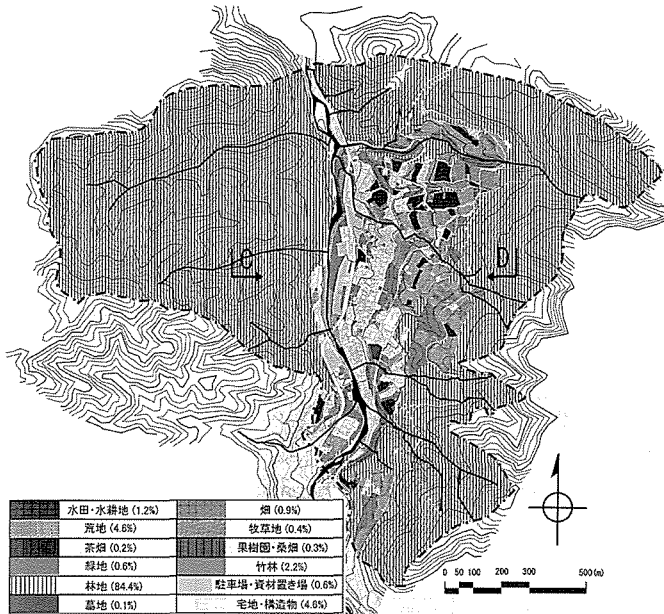 C
D
水田・水耕地 (1.2%)
畑 (0.9%)
荒地 (4.6%)
牧草地 (0.4%)
茶畑 (0.2%)
果樹園・桑畑 (0.3%)
緑地 (0.6%)
竹林 (2.2%)
林地 (84.4%)
駐車場・資材置き場 (0.6%)
墓地 (0.1%)
宅地・構造物 (4.6%)
0 50 100 200 300 500(m)